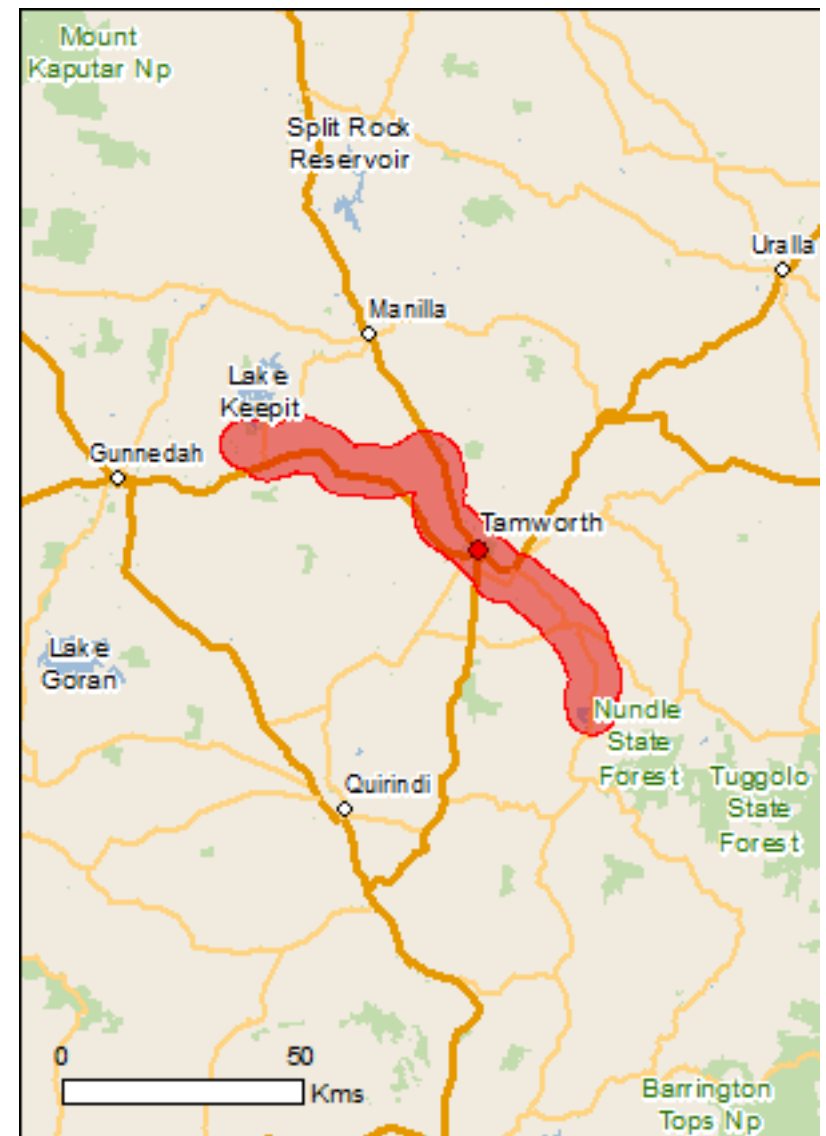 Mount
Kaputar Np
Split Rock
Reservoir
Uralla
Manilla
Lake
Keepit
Gunnedah
Tamworth
Lake
Goran
Nundle
State
Forest
Tuggolo
State
Forest
Quirindi
0 50
Kms
Barrington
Tops Np